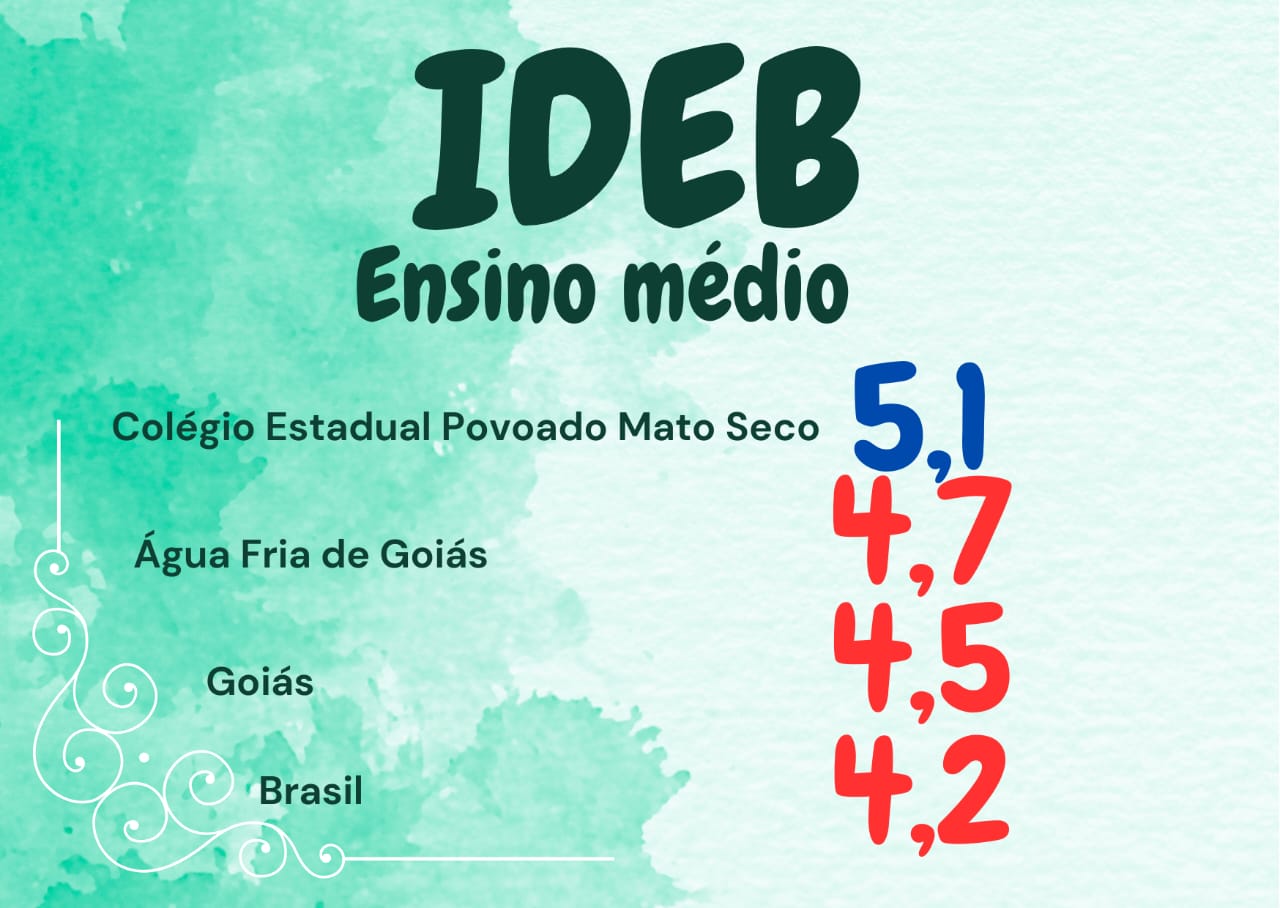 IDEB
Ensino médio
Colégio Estadual Povoado Mato Seco 5,1
Água Fria de Goiás 4,7
Goiás 4,5
Brasil 4,2